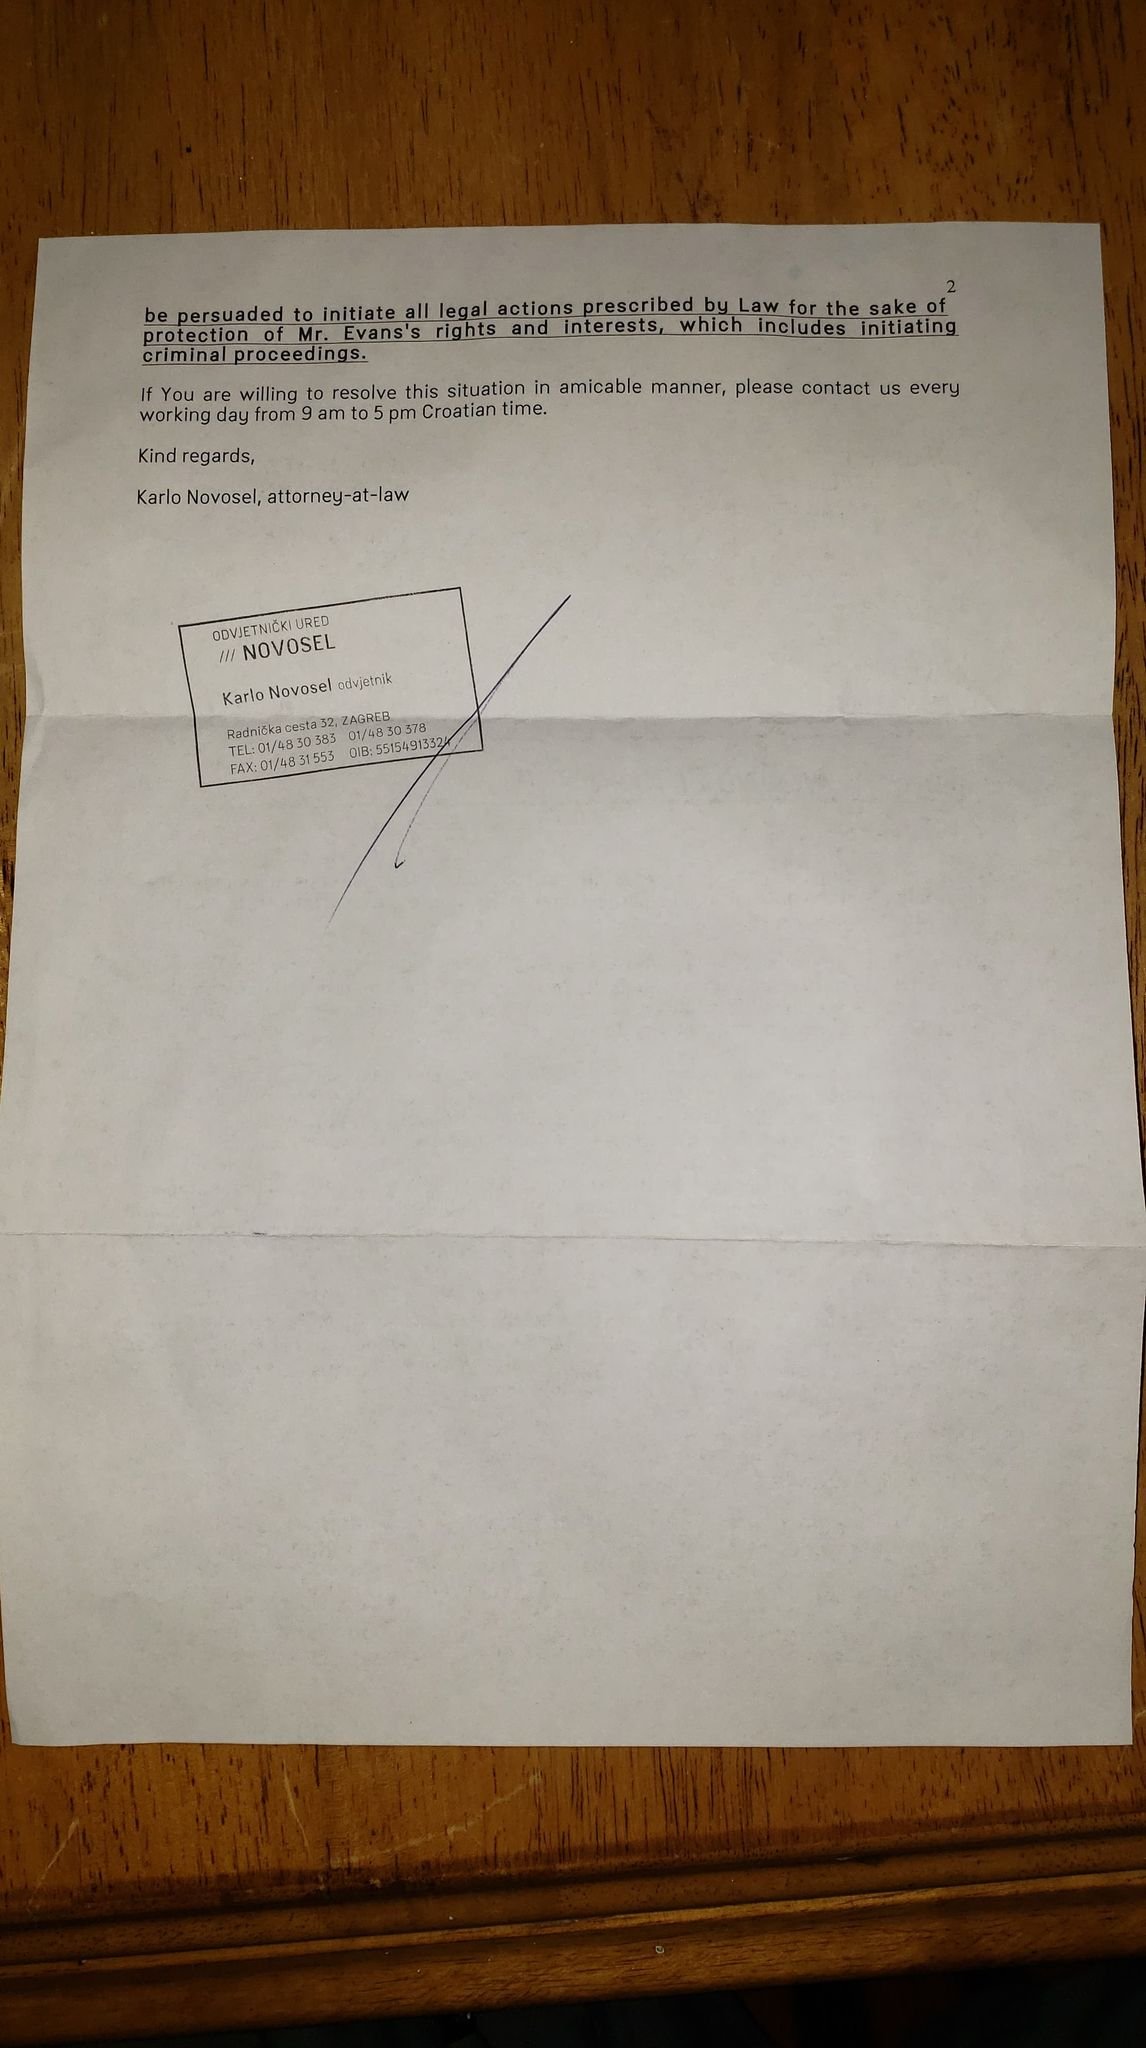 2
be persuaded to initiate all legal actions prescribed by Law for the sake of
protection of Mr. Evans's rights and interests, which includes initiating
criminal proceedings.
If You are willing to resolve this situation in amicable manner, please contact us every
working day from 9 am to 5 pm Croatian time.
Kind regards,
Karlo Novosel, attorney-at-law
ODVJETNIČKI URED
/// NOVOSEL
Karlo Novosel odvjetnik
Radnička cesta 32, ZAGREB
TEL: 01/48 30 383 01/48 30 378
FAX: 01/48 31 553 OIB: 55154913324